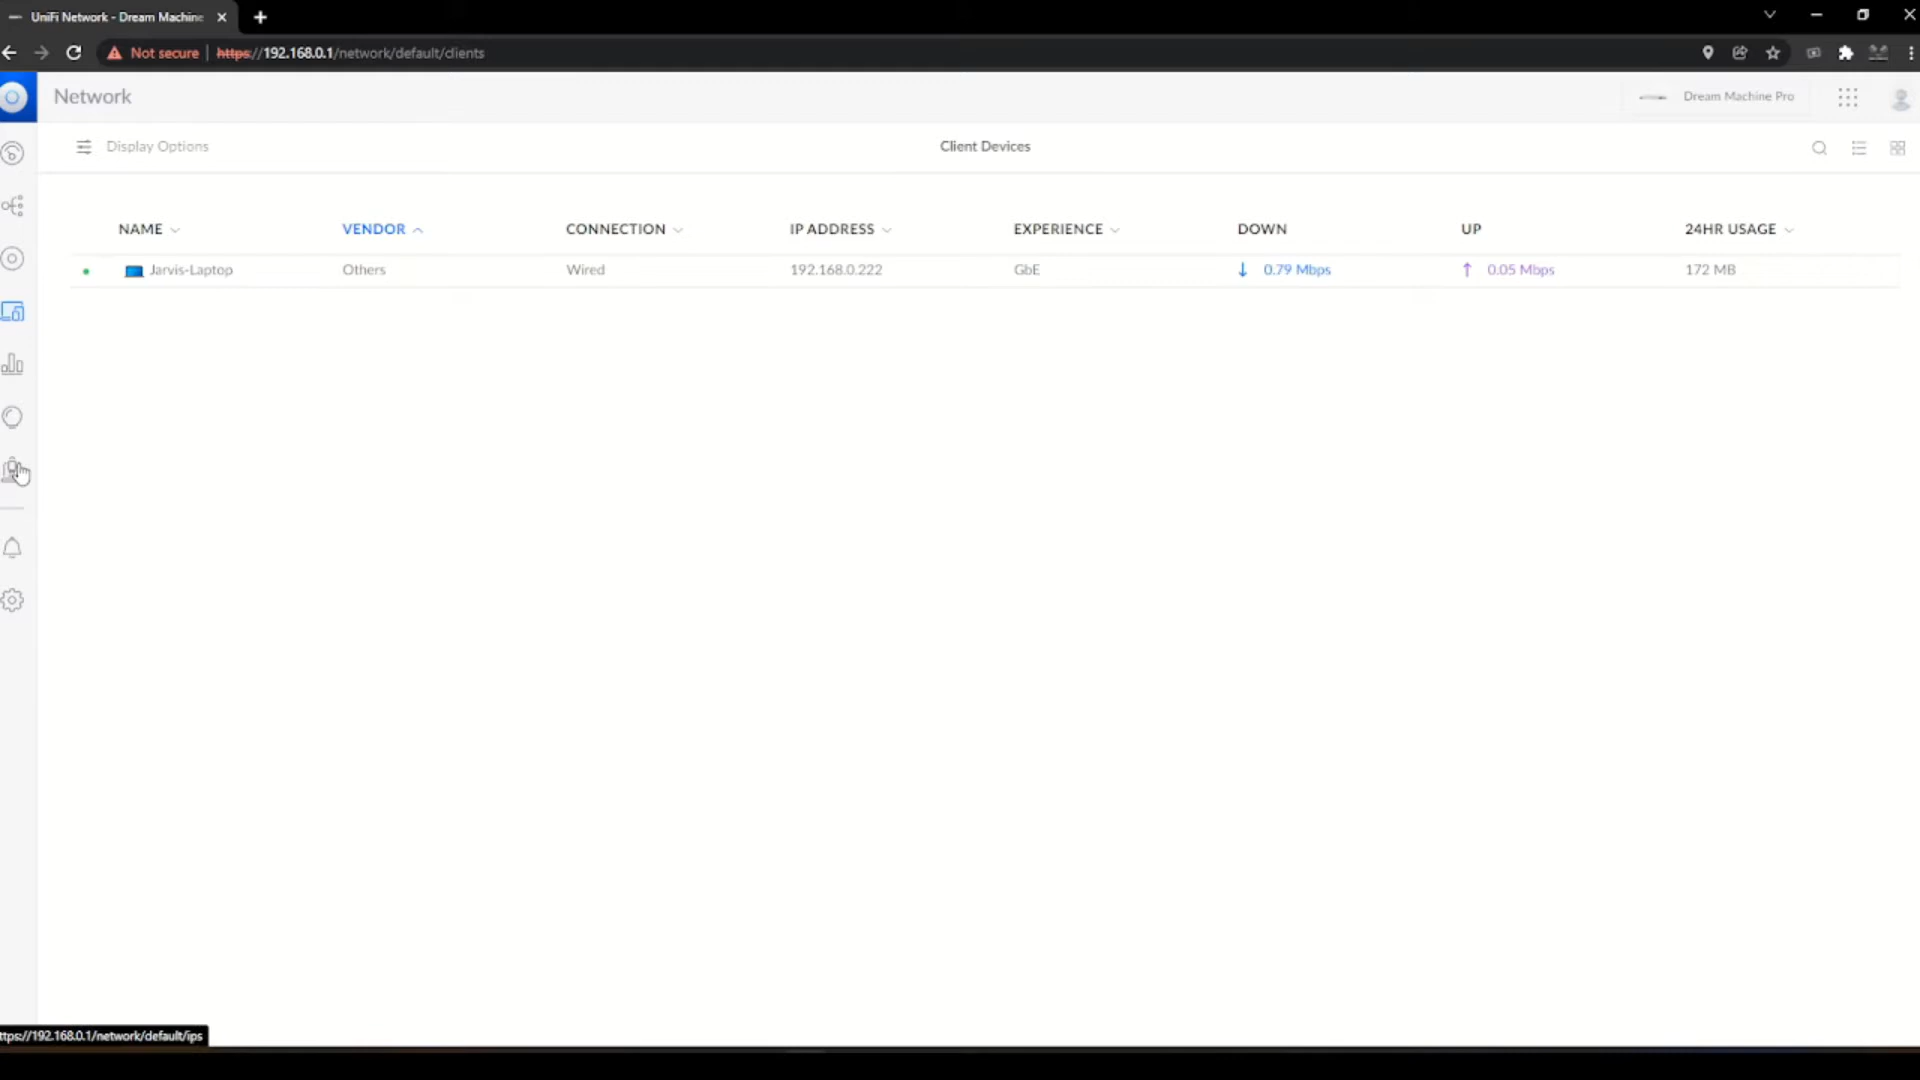 UniFi Network - Dream Machine
Not secure | https://192.168.0.1/network/default/clients
Network
Dream Machine Pro
Display Options
Client Devices
NAME VENDOR CONNECTION IP ADDRESS EXPERIENCE DOWN UP 24HR USAGE
Jarvis-Laptop Others Wired 192.168.0.222 GbE ↓ 0.79 Mbps ↑ 0.05 Mbps 172 MB
ttps://192.168.0.1/network/default/ips